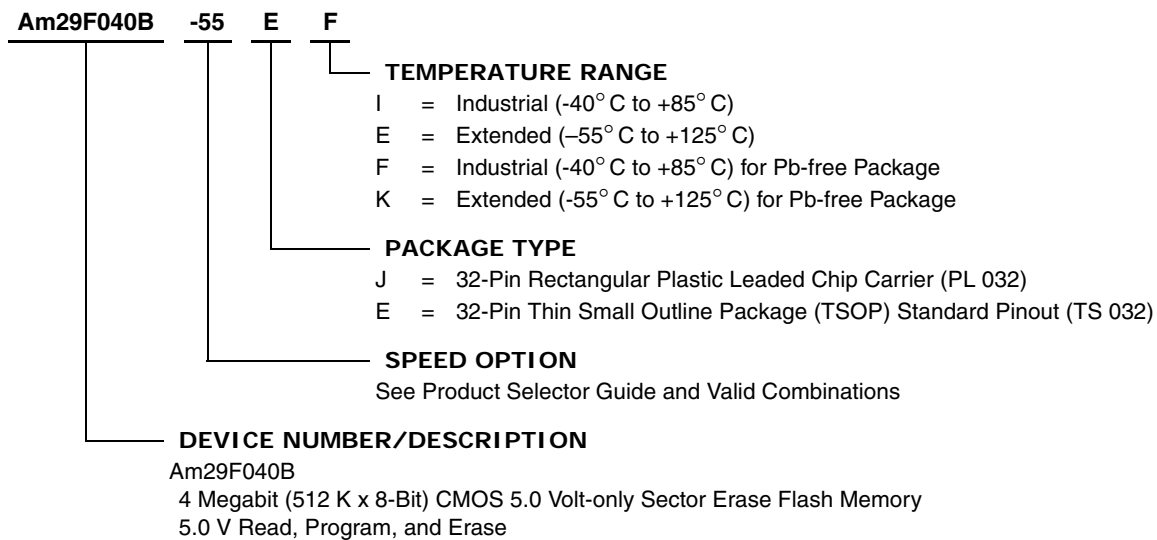 Am29F040B -55 E F
TEMPERATURE RANGE
I = Industrial (-40° C to +85° C)
E = Extended (–55° C to +125° C)
F = Industrial (-40° C to +85° C) for Pb-free Package
K = Extended (-55° C to +125° C) for Pb-free Package
PACKAGE TYPE
J = 32-Pin Rectangular Plastic Leaded Chip Carrier (PL 032)
E = 32-Pin Thin Small Outline Package (TSOP) Standard Pinout (TS 032)
SPEED OPTION
See Product Selector Guide and Valid Combinations
DEVICE NUMBER/DESCRIPTION
Am29F040B
4 Megabit (512 K x 8-Bit) CMOS 5.0 Volt-only Sector Erase Flash Memory
5.0 V Read, Program, and Erase